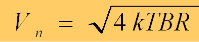 Vₙ = √4 kTBR